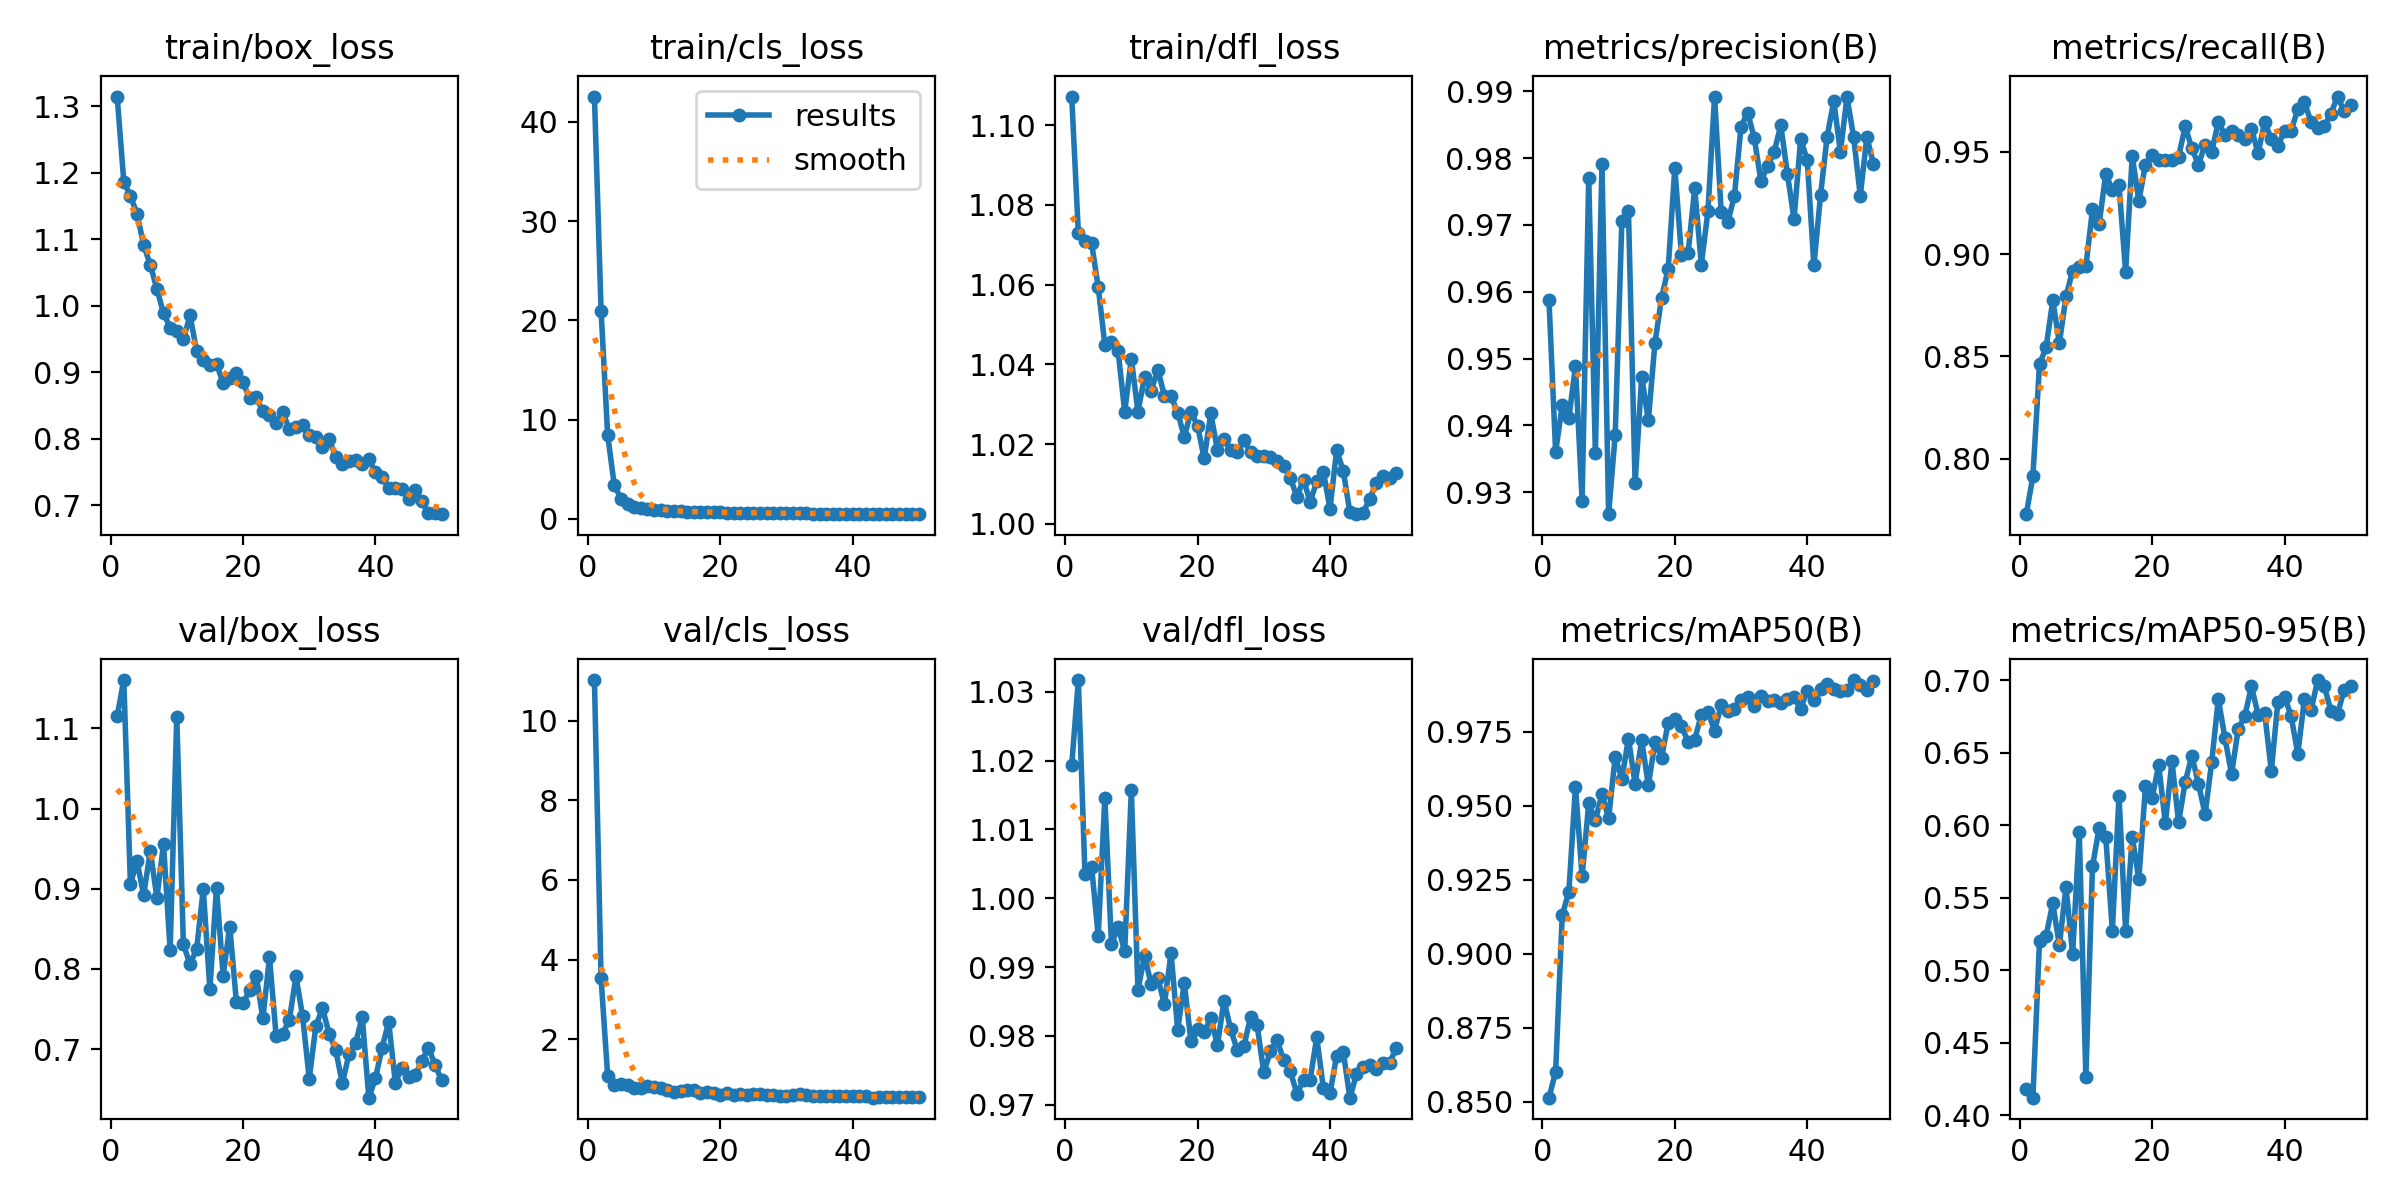 train/box_loss
1.3
1.2
1.1
1.0
0.9
0.8
0.7
0 20 40
train/cls_loss
results
smooth
40
30
20
10
0
0 20 40
train/dfl_loss
1.10
1.08
1.06
1.04
1.02
1.00
0 20 40
metrics/precision(B)
0.99
0.98
0.97
0.96
0.95
0.94
0.93
0 20 40
metrics/recall(B)
0.95
0.90
0.85
0.80
0 20 40
val/box_loss
1.1
1.0
0.9
0.8
0.7
0 20 40
val/cls_loss
10
8
6
4
2
0 20 40
val/dfl_loss
1.03
1.02
1.01
1.00
0.99
0.98
0.97
0 20 40
metrics/mAP50(B)
0.975
0.950
0.925
0.900
0.875
0.850
0 20 40
metrics/mAP50-95(B)
0.70
0.65
0.60
0.55
0.50
0.45
0.40
0 20 40